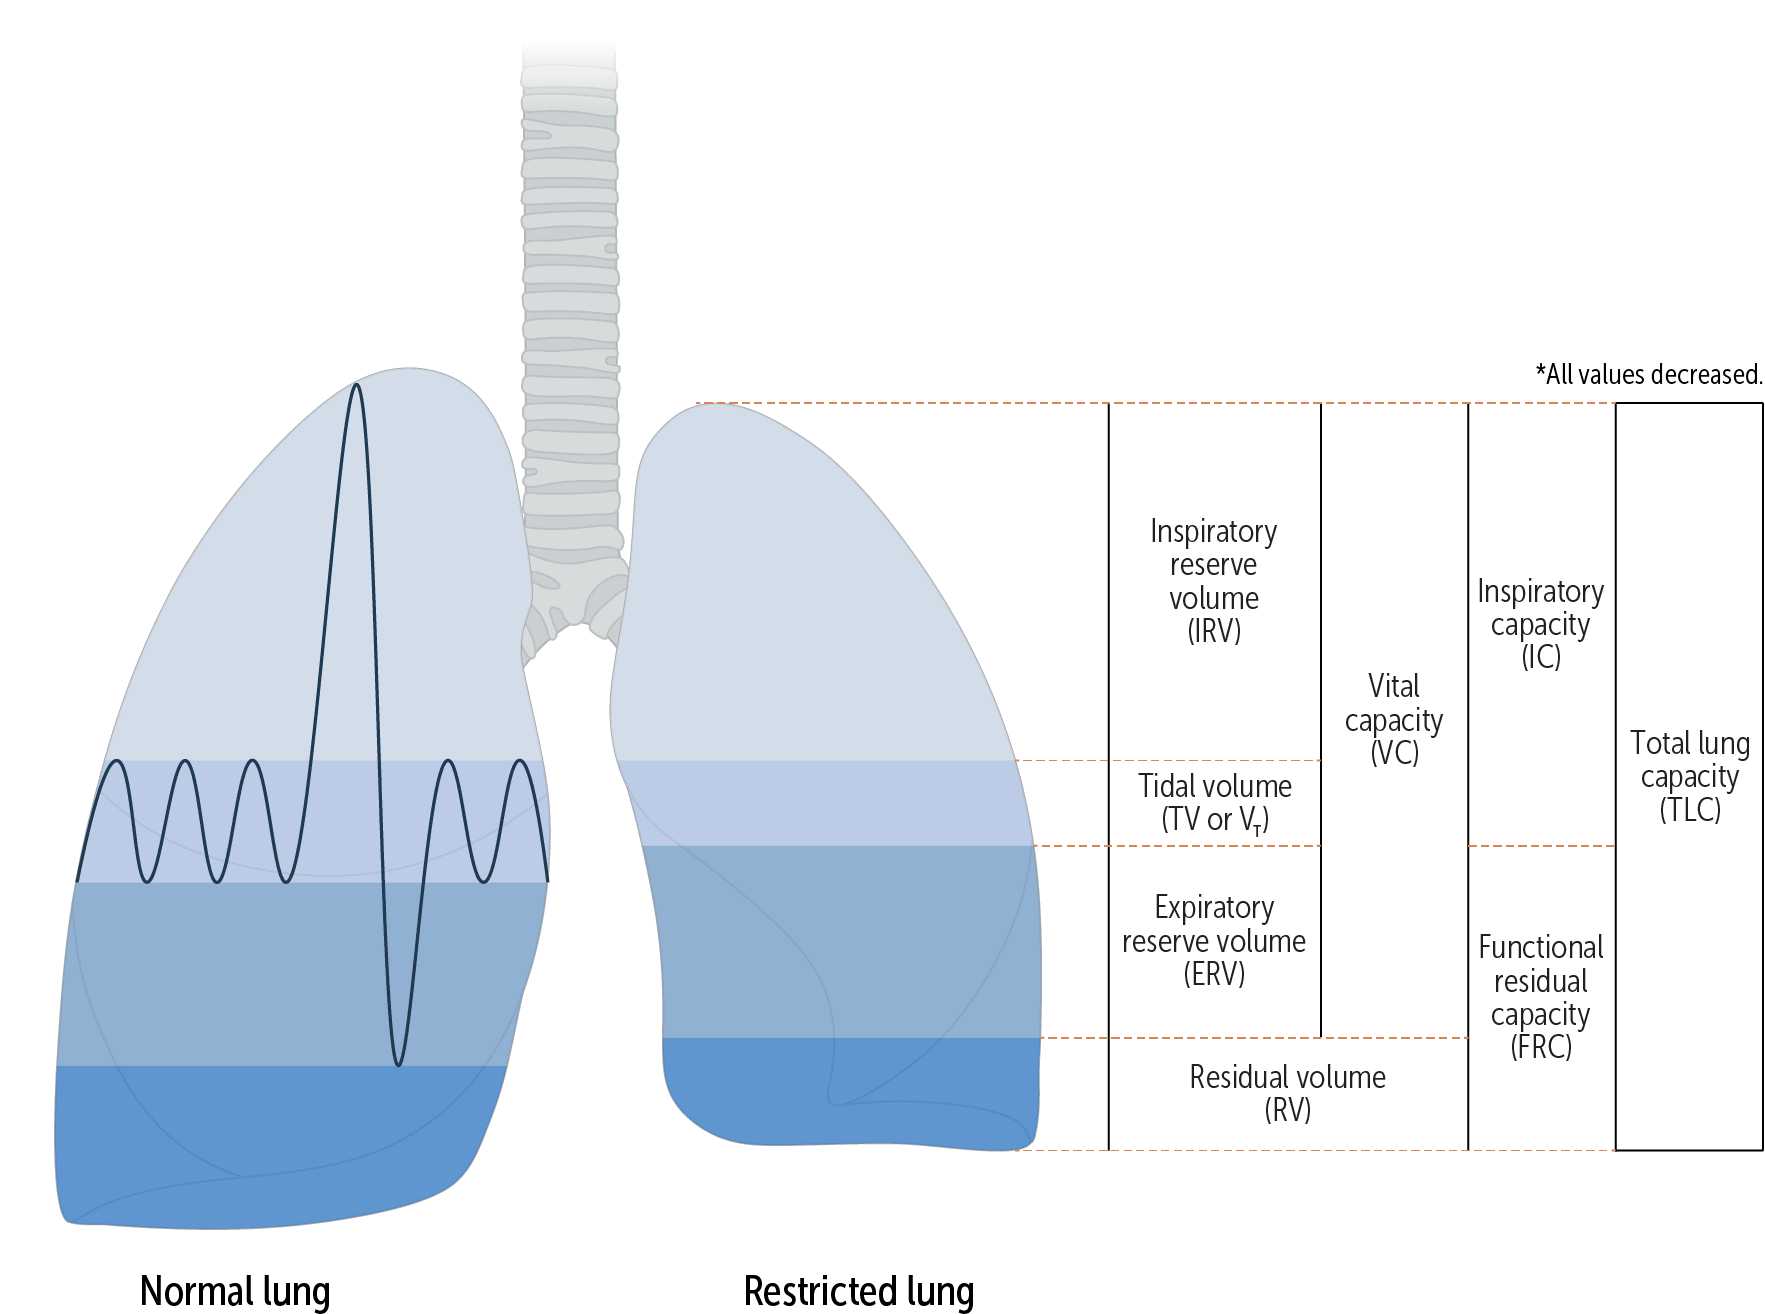 *All values decreased.
Inspiratory
reserve
volume
(IRV)
Inspiratory
capacity
(IC)
Vital
capacity
(VC)
Total lung
capacity
(TLC)
Tidal volume
(TV or VT)
Expiratory
reserve volume
(ERV)
Functional
residual
capacity
(FRC)
Residual volume
(RV)
Normal lung
Restricted lung